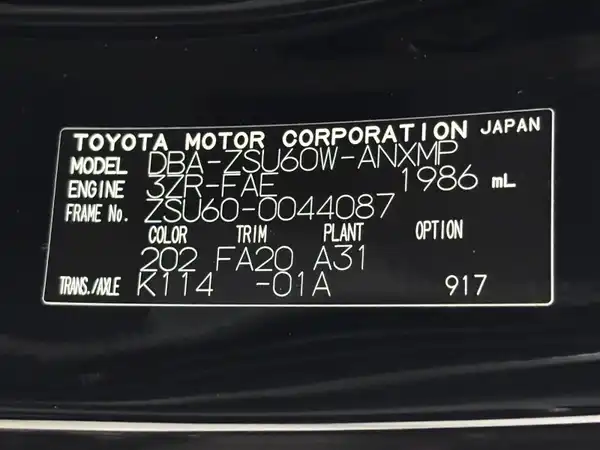 TOYOTA MOTOR CORPORATION JAPAN
MODEL DBA-ZSU60W-ANXMP
ENGINE 3ZR-FAE 1986 mL
FRAME No. ZSU60-0044087
COLOR TRIM PLANT OPTION
202 FA20 A31
TRANS./AXLE K114 -01A 917